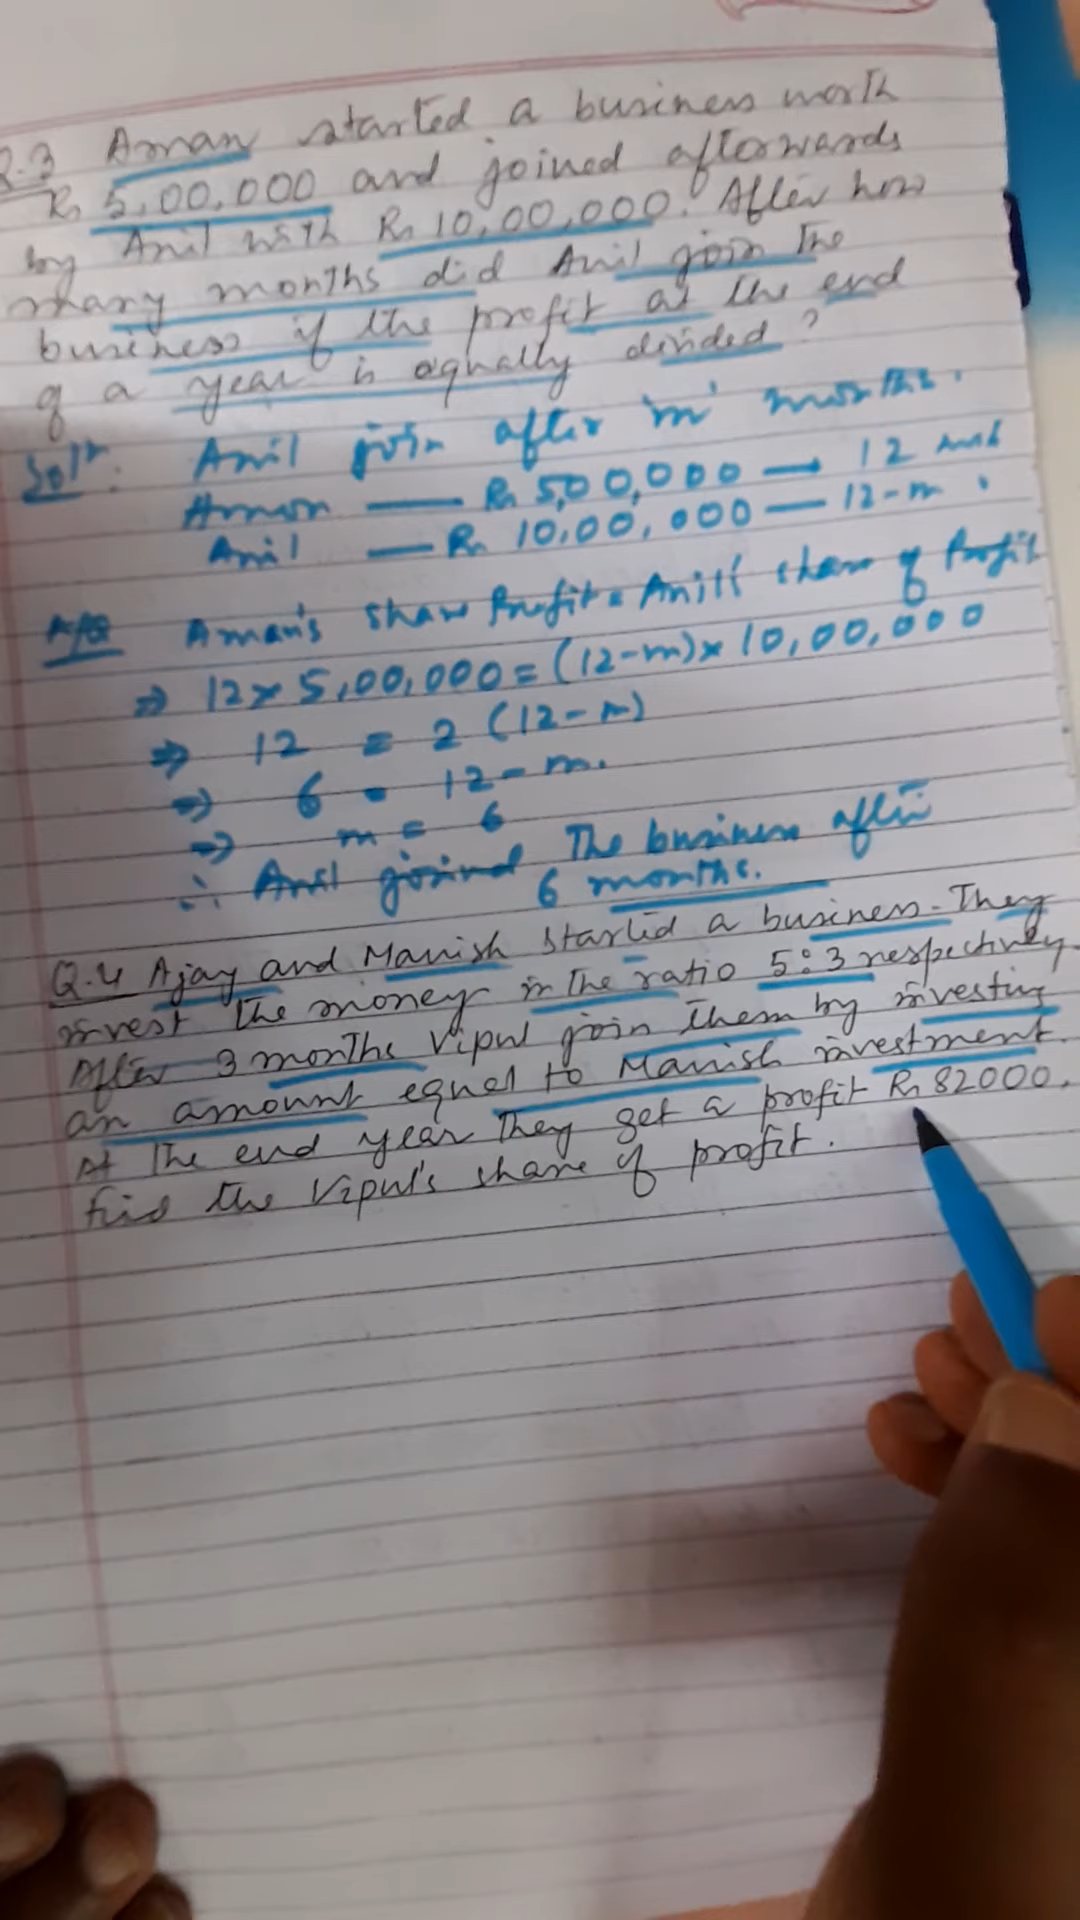 Q.3 Aman started a business worth
Rs 5,00,000 and joined afterwards
by Anil with Rs 10,00,000. After how
many months did Anil join the
business if the profit at the end
of a year is equally divided?
Solⁿ: Anil join after 'm' months.
Aman — Rs 5,00,000 — 12 month
Anil — Rs 10,00,000 — 12-m "
A/Q Aman's share Profit = Anil's share of Profit
⇒ 12 × 5,00,000 = (12-m) × 10,00,000
⇒ 12 = 2 (12-m)
⇒ 6 = 12-m.
⇒ m = 6
∴ Anil joined The business after
6 months.
Q.4 Ajay and Manish started a business. They
invest the money in the ratio 5:3 respectively.
After 3 months Vipul join them by investing
an amount equal to Manish investment.
At the end year they get a profit Rs 82000.
find the Vipul's share of profit.